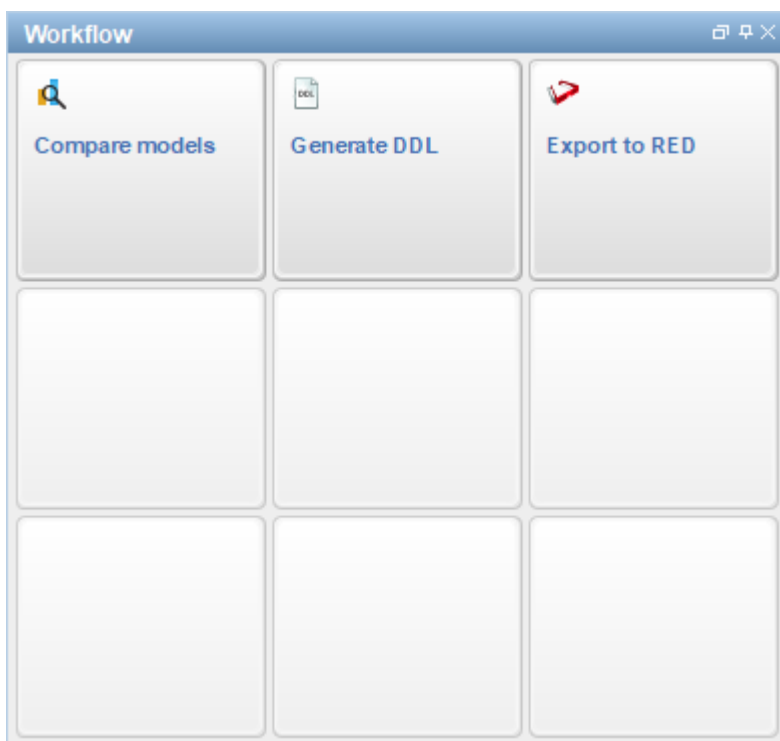 Workflow
Compare models
DDL
Generate DDL
Export to RED